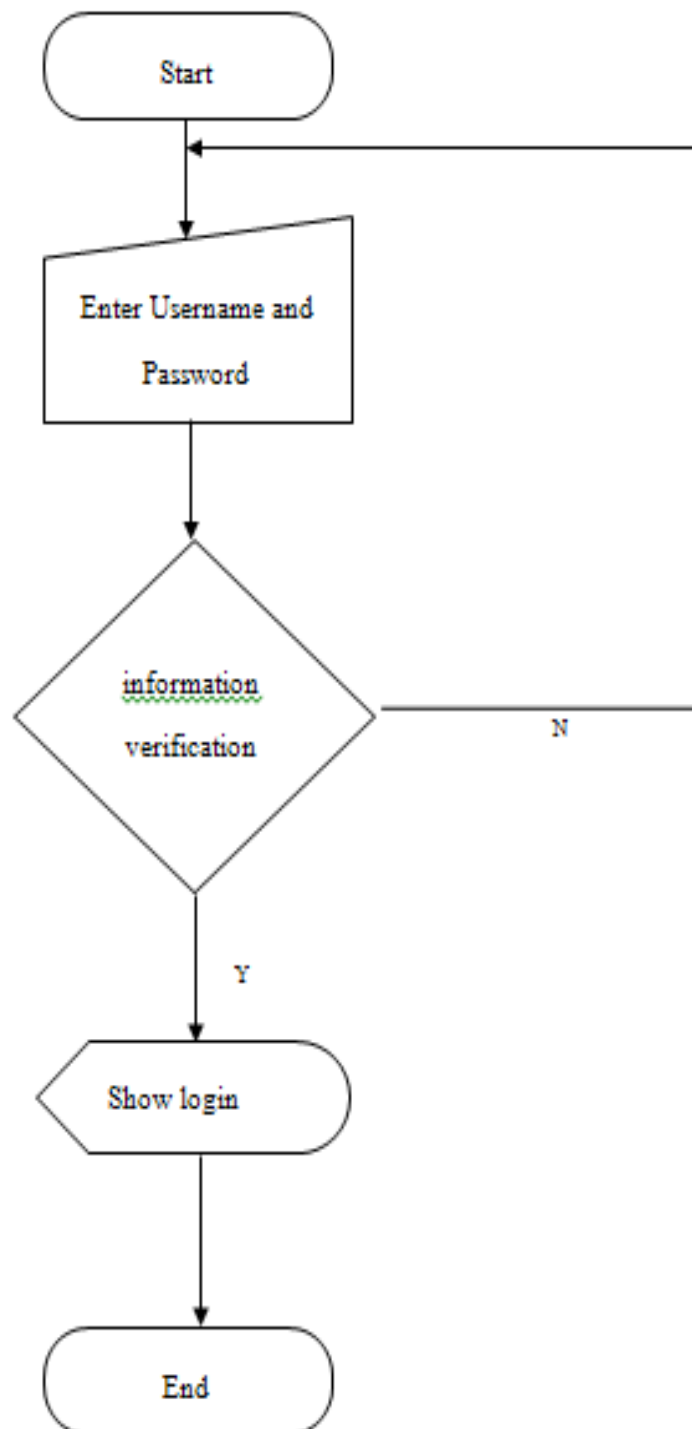 Start
Enter Username and
Password
information
verification
N
Y
Show login
End